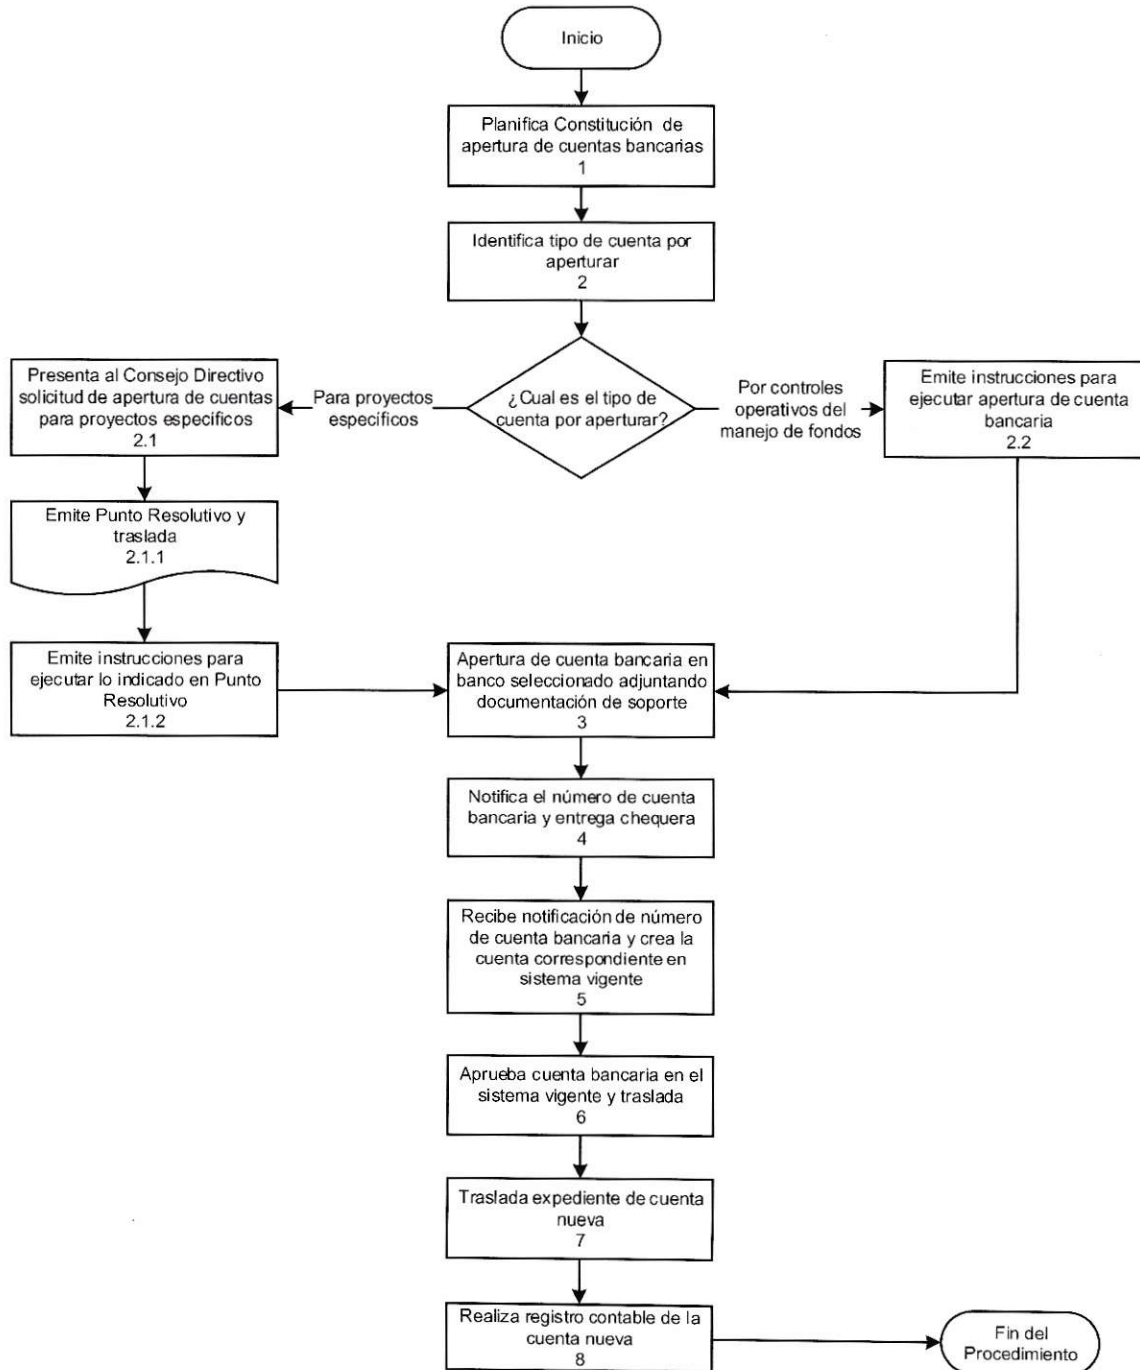 Inicio
Planifica Constitución de
apertura de cuentas bancarias
1
Identifica tipo de cuenta por
aperturar
2
¿Cual es el tipo de
cuenta por aperturar?
Para proyectos
específicos
Presenta al Consejo Directivo
solicitud de apertura de cuentas
para proyectos específicos
2.1
Por controles
operativos del
manejo de fondos
Emite instrucciones para
ejecutar apertura de cuenta
bancaria
2.2
Emite Punto Resolutivo y
traslada
2.1.1
Emite instrucciones para
ejecutar lo indicado en Punto
Resolutivo
2.1.2
Apertura de cuenta bancaria en
banco seleccionado adjuntando
documentación de soporte
3
Notifica el número de cuenta
bancaria y entrega chequera
4
Recibe notificación de número
de cuenta bancaria y crea la
cuenta correspondiente en
sistema vigente
5
Aprueba cuenta bancaria en el
sistema vigente y traslada
6
Traslada expediente de cuenta
nueva
7
Realiza registro contable de la
cuenta nueva
8
Fin del
Procedimiento